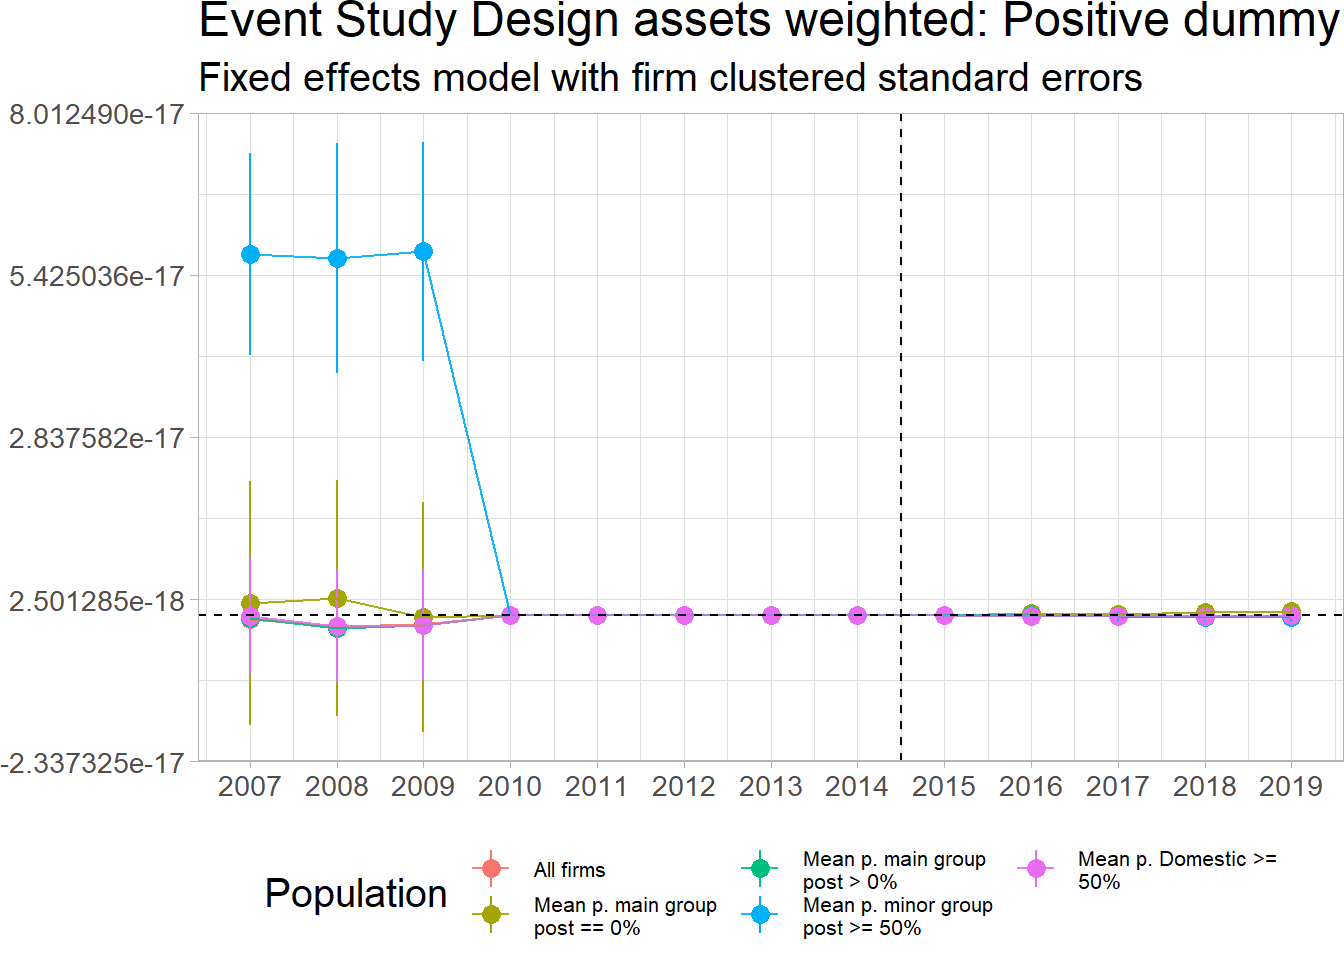 Event Study Design assets weighted: Positive dummy
Fixed effects model with firm clustered standard errors
8.012490e-17
5.425036e-17
2.837582e-17
2.501285e-18
-2.337325e-17
2007 2008 2009 2010 2011 2012 2013 2014 2015 2016 2017 2018 2019
Population
All firms
Mean p. main group
post == 0%
Mean p. main group
post > 0%
Mean p. minor group
post >= 50%
Mean p. Domestic >=
50%